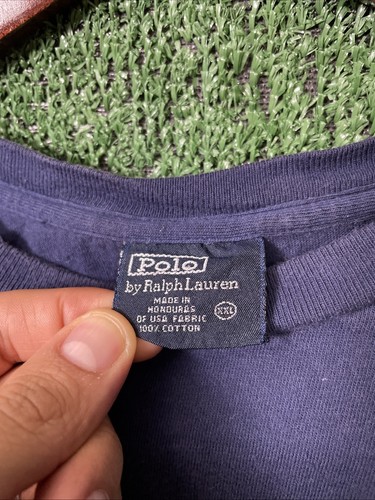 Polo
by Ralph Lauren
MADE IN
HONDURAS
OF USA FABRIC
100% COTTON
XXL